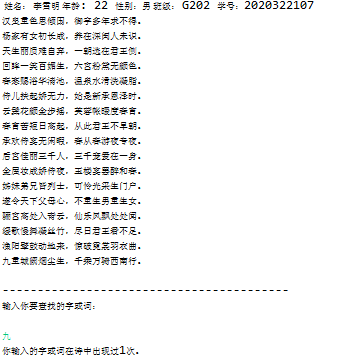 姓名: 李雪明 年龄: 22 性别: 男 班级: G202 学号: 2020322107
汉皇重色思倾国，御宇多年求不得。
杨家有女初长成，养在深闺人未识。
天生丽质难自弃，一朝选在君王侧。
回眸一笑百媚生，六宫粉黛无颜色。
春寒赐浴华清池，温泉水滑洗凝脂。
侍儿扶起娇无力，始是新承恩泽时。
云鬓花颜金步摇，芙蓉帐暖度春宵。
春宵苦短日高起，从此君王不早朝。
承欢侍宴无闲暇，春从春游夜专夜。
后宫佳丽三千人，三千宠爱在一身。
金屋妆成娇侍夜，玉楼宴罢醉和春。
姊妹弟兄皆列士，可怜光采生门户。
遂令天下父母心，不重生男重生女。
骊宫高处入青云，仙乐风飘处处闻。
缓歌慢舞凝丝竹，尽日君王看不足。
渔阳鼙鼓动地来，惊破霓裳羽衣曲。
九重城阙烟尘生，千乘万骑西南行。
-----------------------------------------
输入你要查找的字或词:
九
你输入的字或词在诗中出现过1次.